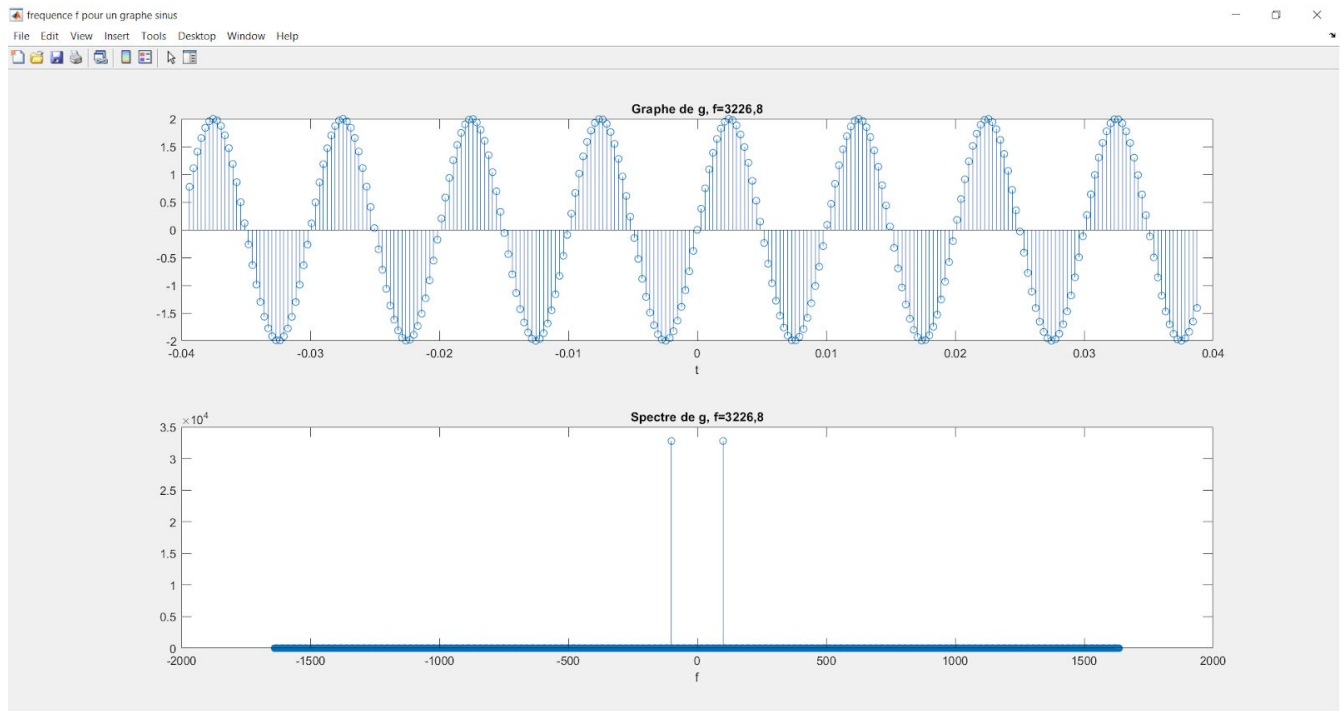 frequence f pour un graphe sinus
File Edit View Insert Tools Desktop Window Help
Graphe de g, f=3226,8
2
1.5
1
0.5
0
-0.5
-1
-1.5
-2
-0.04 -0.03 -0.02 -0.01 0 0.01 0.02 0.03 0.04
t
Spectre de g, f=3226,8
×10⁴
3.5
3
2.5
2
1.5
1
0.5
0
-2000 -1500 -1000 -500 0 500 1000 1500 2000
f